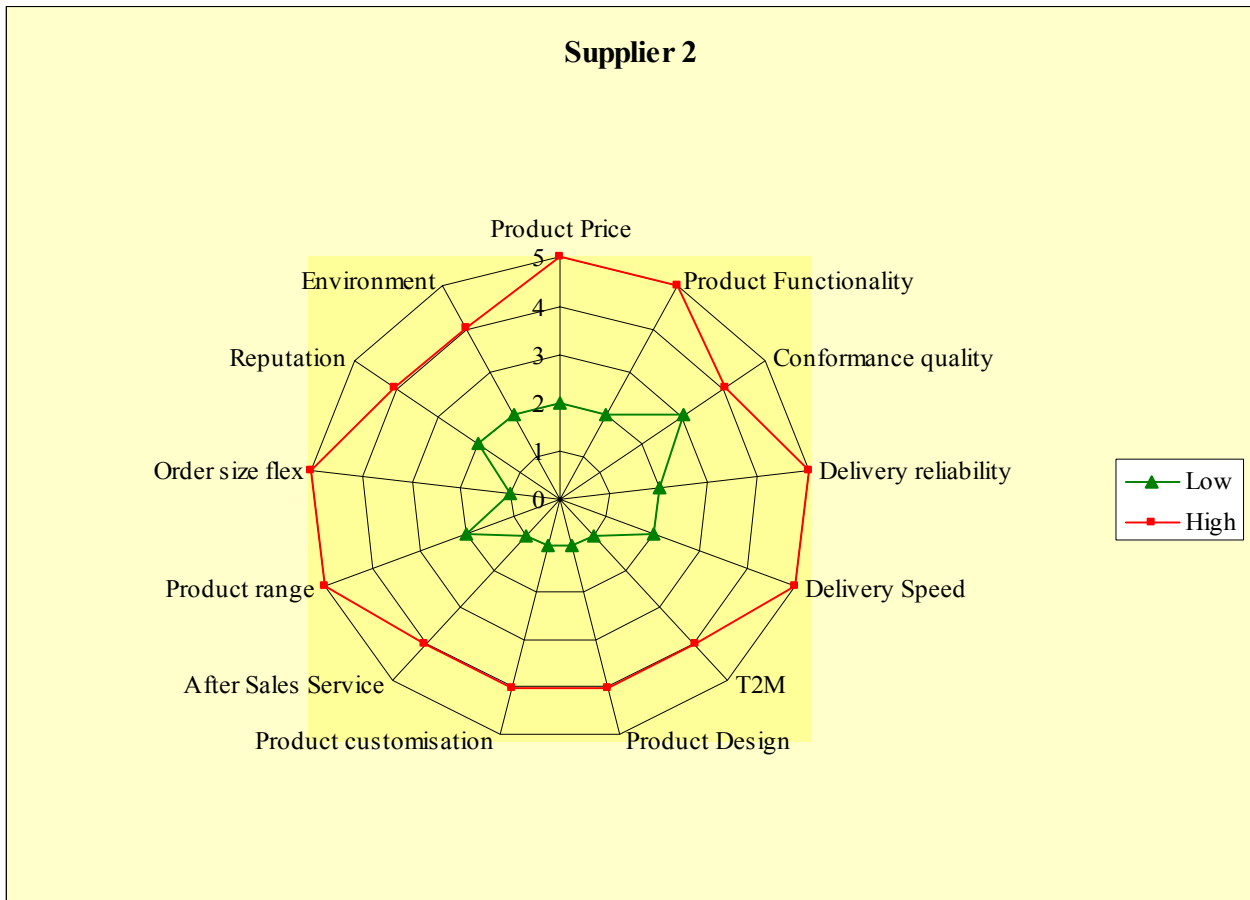 Supplier 2
Product Price
Product Functionality
Conformance quality
Delivery reliability
Delivery Speed
T2M
Product Design
Product customisation
After Sales Service
Product range
Order size flex
Reputation
Environment
5
4
3
2
1
0
Low
High